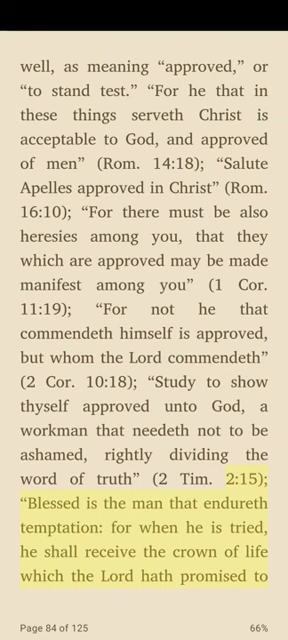 well, as meaning “approved,” or
“to stand test.” “For he that in
these things serveth Christ is
acceptable to God, and approved
of men” (Rom. 14:18); “Salute
Apelles approved in Christ” (Rom.
16:10); “For there must be also
heresies among you, that they
which are approved may be made
manifest among you” (1 Cor.
11:19); “For not he that
commendeth himself is approved,
but whom the Lord commendeth”
(2 Cor. 10:18); “Study to show
thyself approved unto God, a
workman that needeth not to be
ashamed, rightly dividing the
word of truth” (2 Tim. 2:15);
“Blessed is the man that endureth
temptation: for when he is tried,
he shall receive the crown of life
which the Lord hath promised to
Page 84 of 125 66%